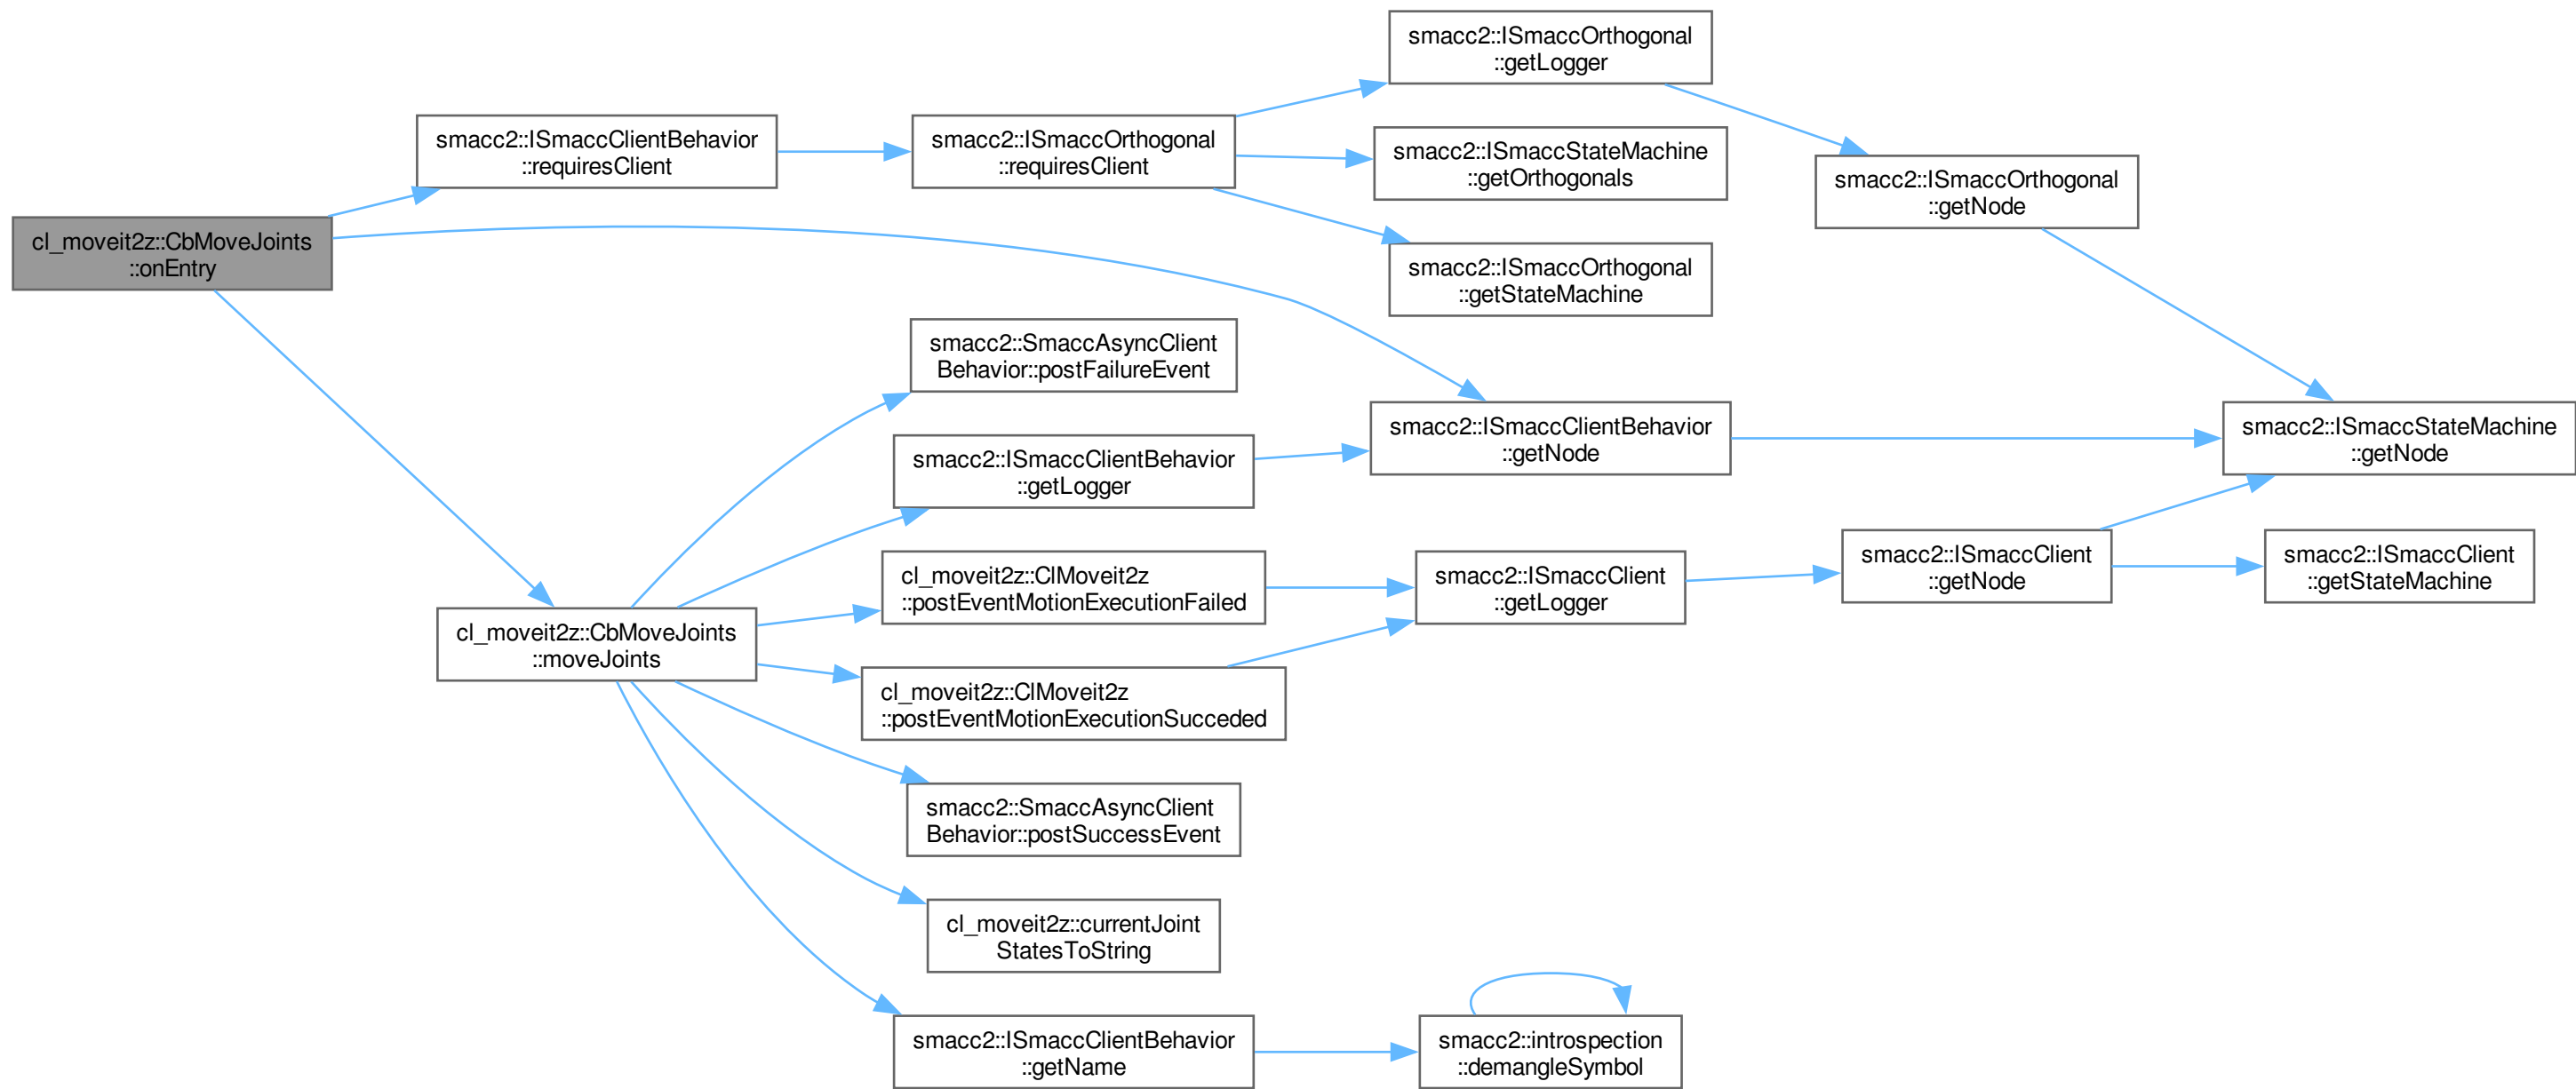 smacc2::ISmaccOrthogonal
::getLogger
smacc2::ISmaccClientBehavior
::requiresClient
smacc2::ISmaccOrthogonal
::requiresClient
smacc2::ISmaccStateMachine
::getOrthogonals
smacc2::ISmaccOrthogonal
::getNode
cl_moveit2z::CbMoveJoints
::onEntry
smacc2::ISmaccOrthogonal
::getStateMachine
smacc2::SmaccAsyncClient
Behavior::postFailureEvent
smacc2::ISmaccClientBehavior
::getNode
smacc2::ISmaccStateMachine
::getNode
smacc2::ISmaccClientBehavior
::getLogger
cl_moveit2z::ClMoveit2z
::postEventMotionExecutionFailed
smacc2::ISmaccClient
::getLogger
smacc2::ISmaccClient
::getNode
smacc2::ISmaccClient
::getStateMachine
cl_moveit2z::CbMoveJoints
::moveJoints
cl_moveit2z::ClMoveit2z
::postEventMotionExecutionSucceded
smacc2::SmaccAsyncClient
Behavior::postSuccessEvent
cl_moveit2z::currentJoint
StatesToString
smacc2::ISmaccClientBehavior
::getName
smacc2::introspection
::demangleSymbol